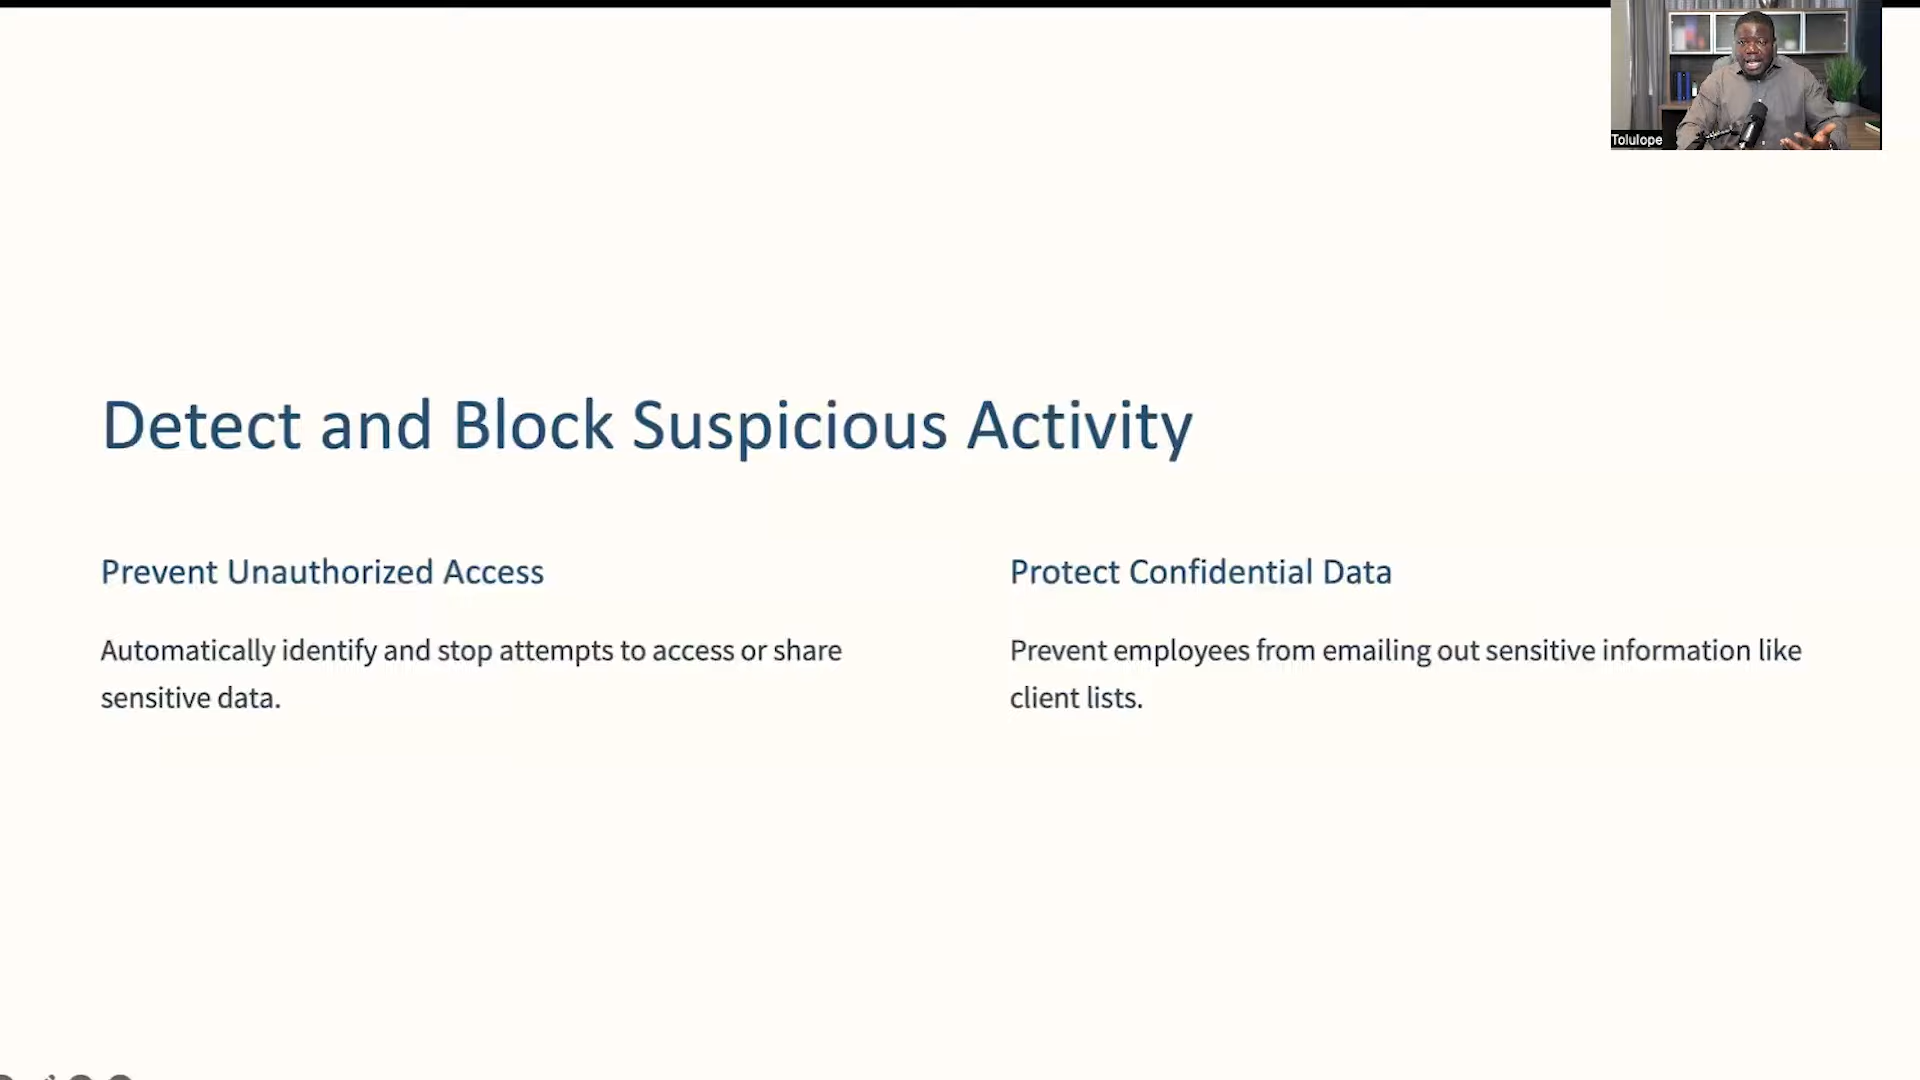 Tolulope
Detect and Block Suspicious Activity
Prevent Unauthorized Access
Automatically identify and stop attempts to access or share
sensitive data.
Protect Confidential Data
Prevent employees from emailing out sensitive information like
client lists.